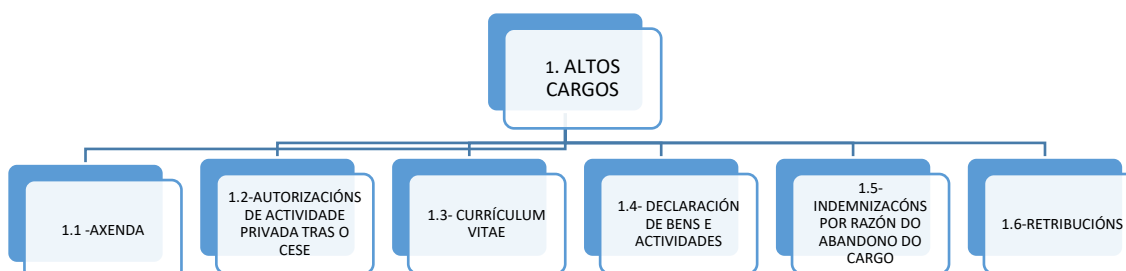 1. ALTOS
CARGOS
1.1 -AXENDA
1.2-AUTORIZACIÓNS
DE ACTIVIDADE
PRIVADA TRAS O
CESE
1.3- CURRÍCULUM
VITAE
1.4- DECLARACIÓN
DE BENS E
ACTIVIDADES
1.5-
INDEMNIZACÓNS
POR RAZÓN DO
ABANDONO DO
CARGO
1.6-RETRIBUCIÓNS